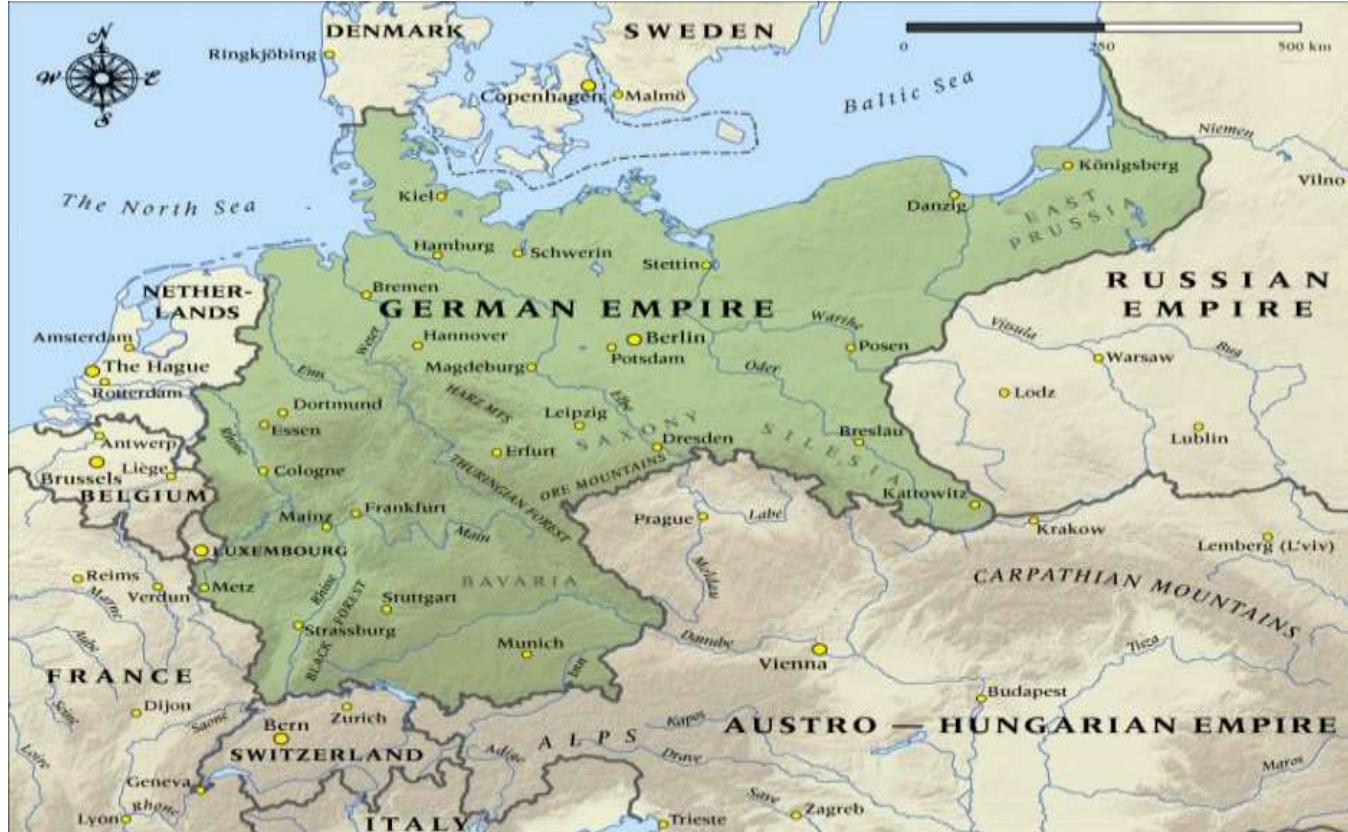 DENMARK
SWEDEN
Ringkjöbing
0
250
500 km
N
W
E
S
Copenhagen
Malmö
Baltic Sea
Niemen
Königsberg
Vilno
The North Sea
Kiel
Danzig
EAST
PRUSSIA
Hamburg
Schwerin
Stettin
RUSSIAN
EMPIRE
Bremen
NETHER-
LANDS
GERMAN EMPIRE
Amsterdam
Hannover
Berlin
Warthe
Vitsula
Bug
Weser
Potsdam
Posen
Warsaw
The Hague
Magdeburg
Oder
Rotterdam
Ems
HARZ MTS
Elbe
Lodz
Dortmund
Leipzig
Essen
SAXONY
SILESIA
Breslau
Lublin
Antwerp
Rhine
Erfurt
Dresden
Brussels
Liège
Cologne
THURINGIAN FOREST
ORE MOUNTAINS
BELGIUM
Kattowitz
Mainz
Frankfurt
Prague
Labe
Krakow
Main
LUXEMBOURG
Lemberg (L'viv)
Reims
Metz
Verdun
BAVARIA
Moldau
CARPATHIAN MOUNTAINS
Marne
Rhine
Stuttgart
BLACK FOREST
Strassburg
Aube
Munich
Danube
Inn
Vienna
Tisza
FRANCE
Seine
Dijon
Saone
Zurich
Budapest
Bern
Kapos
AUSTRO — HUNGARIAN EMPIRE
SWITZERLAND
Adige
ALPS
Drave
Loire
Maros
Geneva
Rhone
Save
Lyon
ITALY
Trieste
Zagreb